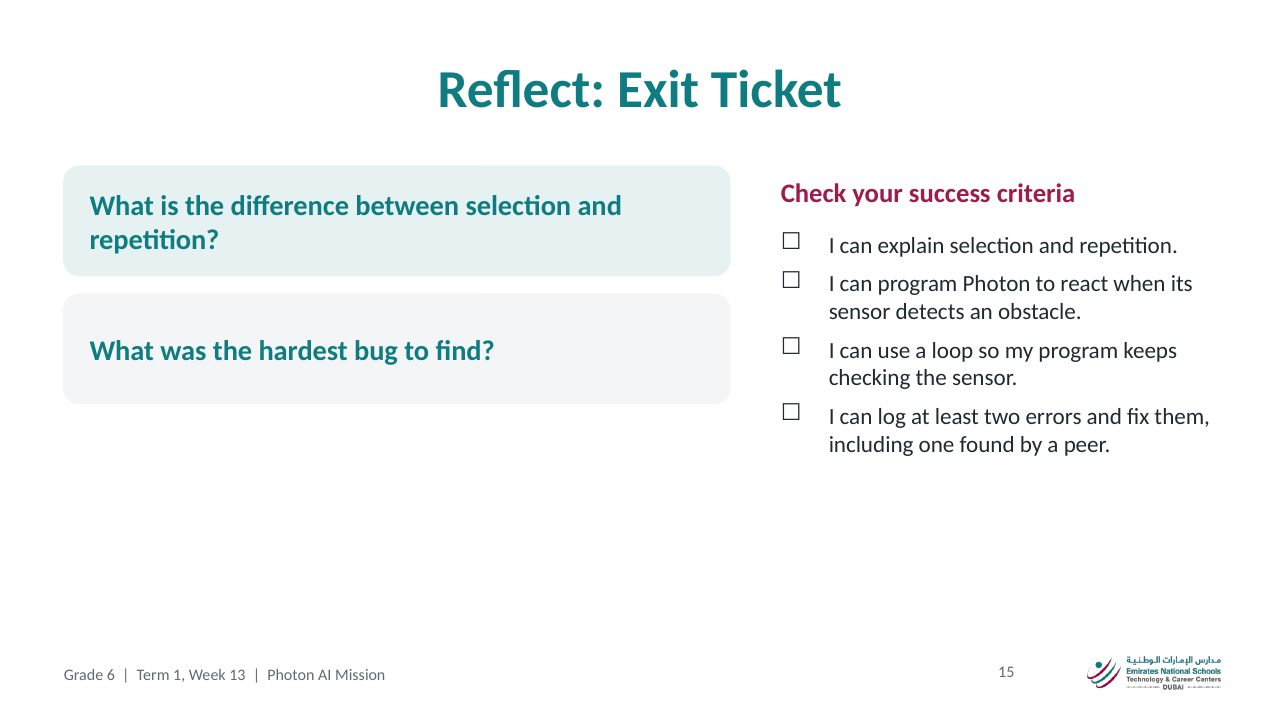 Reflect: Exit Ticket
What is the difference between selection and
repetition?
What was the hardest bug to find?
Check your success criteria
☐ I can explain selection and repetition.
☐ I can program Photon to react when its
sensor detects an obstacle.
☐ I can use a loop so my program keeps
checking the sensor.
☐ I can log at least two errors and fix them,
including one found by a peer.
Grade 6 | Term 1, Week 13 | Photon AI Mission
15
مدارس الإمارات الوطنية
Emirates National Schools
Technology & Career Centers
DUBAI